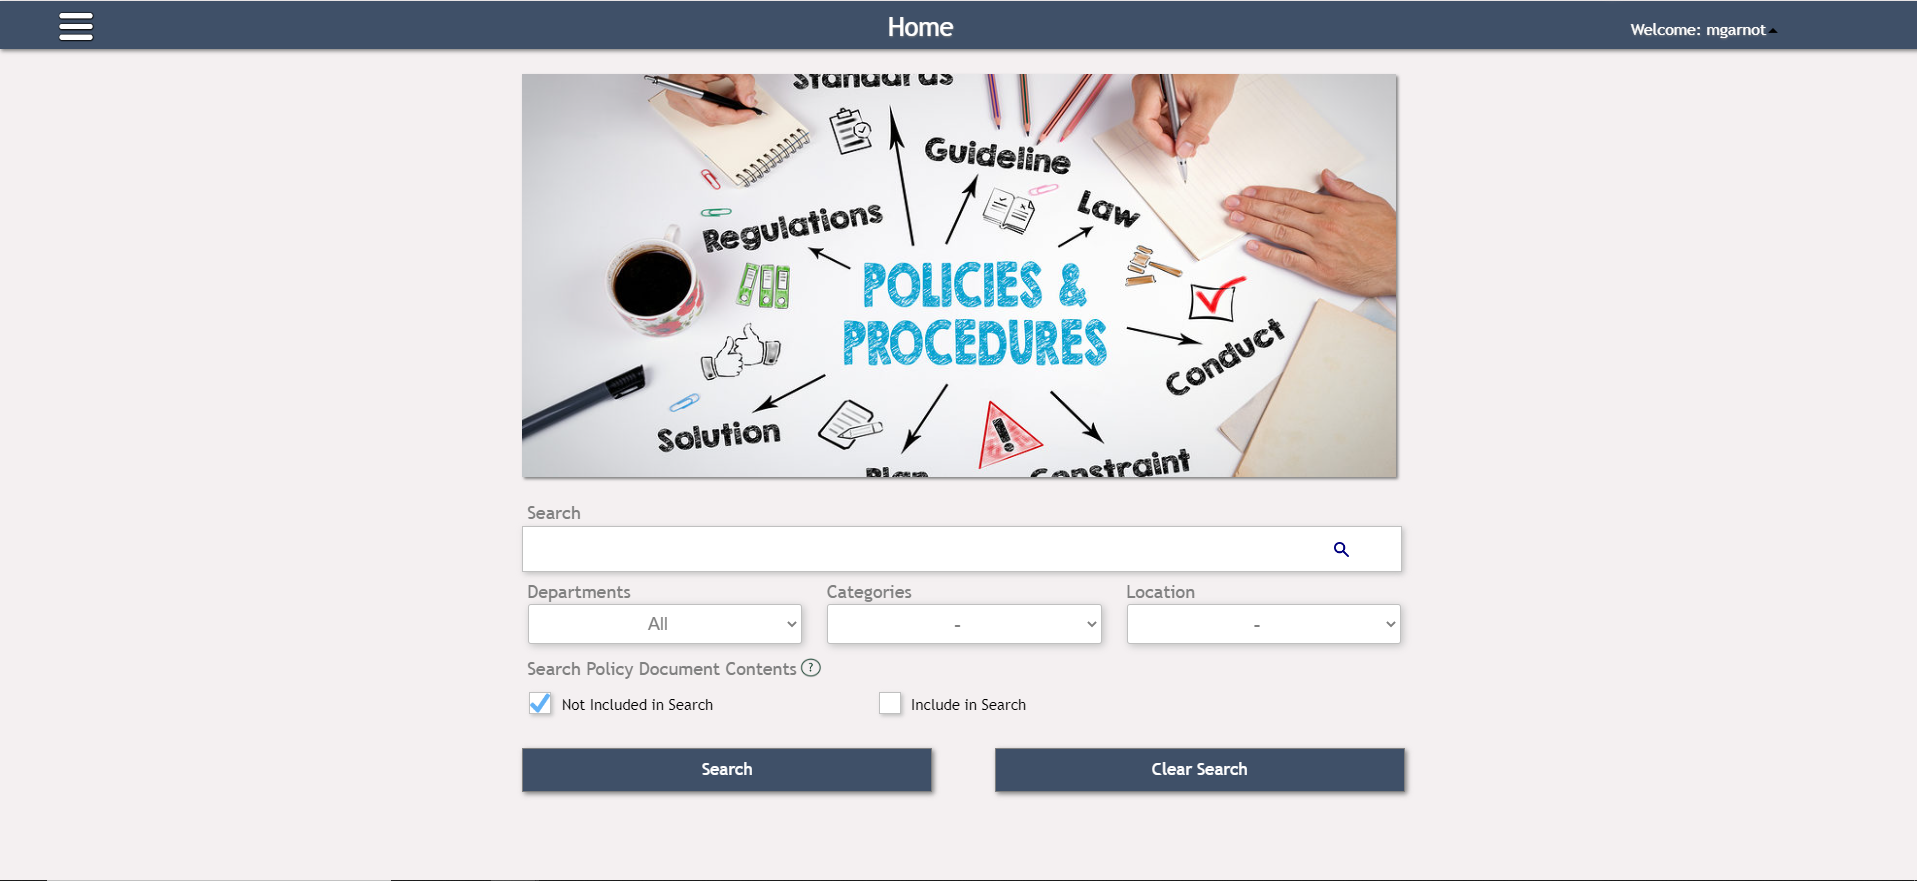 Home
Welcome: mgarnot
Standards
Guideline
Law
Regulations
POLICIES &
PROCEDURES
Conduct
Solution
Plan
Constraint
Search
Departments
Categories
Location
All
-
-
Search Policy Document Contents ?
Not Included in Search
Include in Search
Search
Clear Search